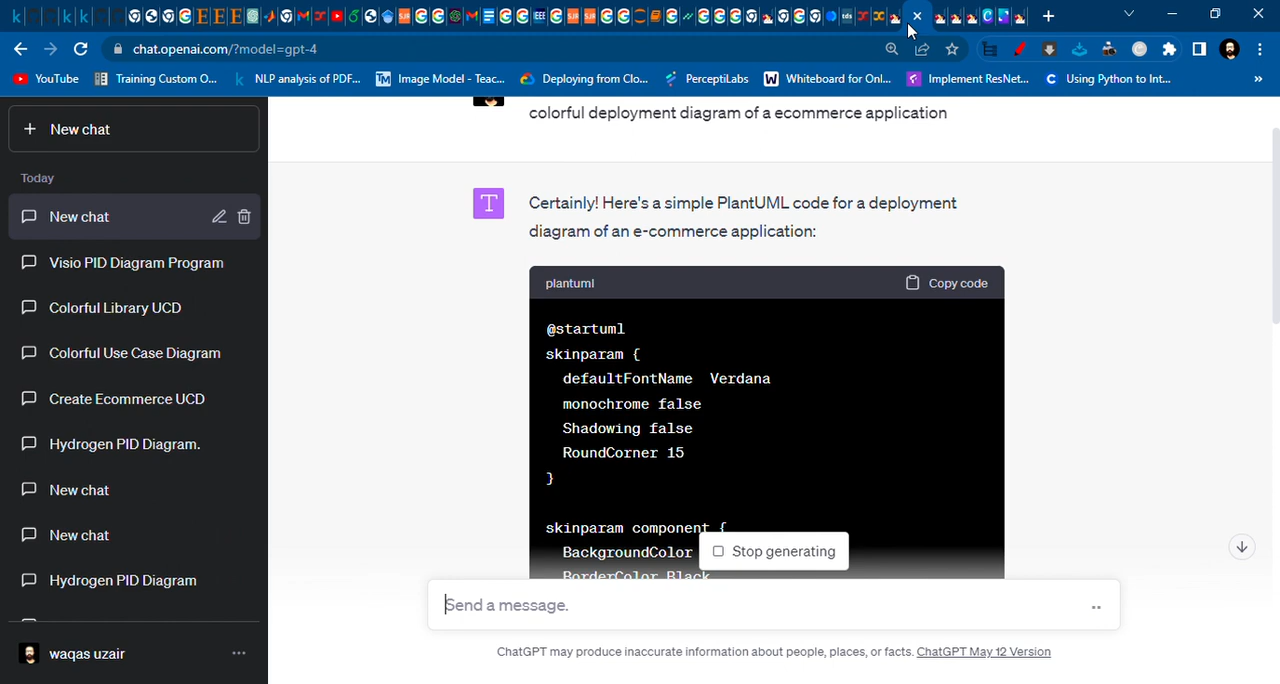 chat.openai.com/?model=gpt-4
YouTube
Training Custom O...
NLP analysis of PDF...
Image Model - Teac...
Deploying from Clo...
PerceptiLabs
Whiteboard for Onl...
Implement ResNet...
Using Python to Int...
»
+ New chat
Today
New chat
Visio PID Diagram Program
Colorful Library UCD
Colorful Use Case Diagram
Create Ecommerce UCD
Hydrogen PID Diagram.
New chat
New chat
Hydrogen PID Diagram
waqas uzair
colorful deployment diagram of a ecommerce application
T
Certainly! Here's a simple PlantUML code for a deployment
diagram of an e-commerce application:
plantuml Copy code
@startuml
skinparam {
defaultFontName Verdana
monochrome false
Shadowing false
RoundCorner 15
}
skinparam component {
BackgroundColor
BorderColor Black
Stop generating
Send a message.
ChatGPT may produce inaccurate information about people, places, or facts. ChatGPT May 12 Version